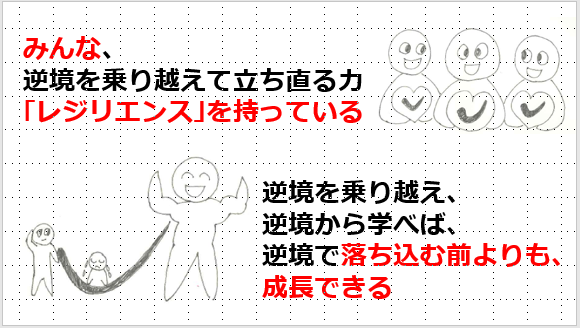 みんな、
逆境を乗り越えて立ち直る力
｢レジリエンス｣を持っている
逆境を乗り越え、
逆境から学べば、
逆境で落ち込む前よりも、
成長できる